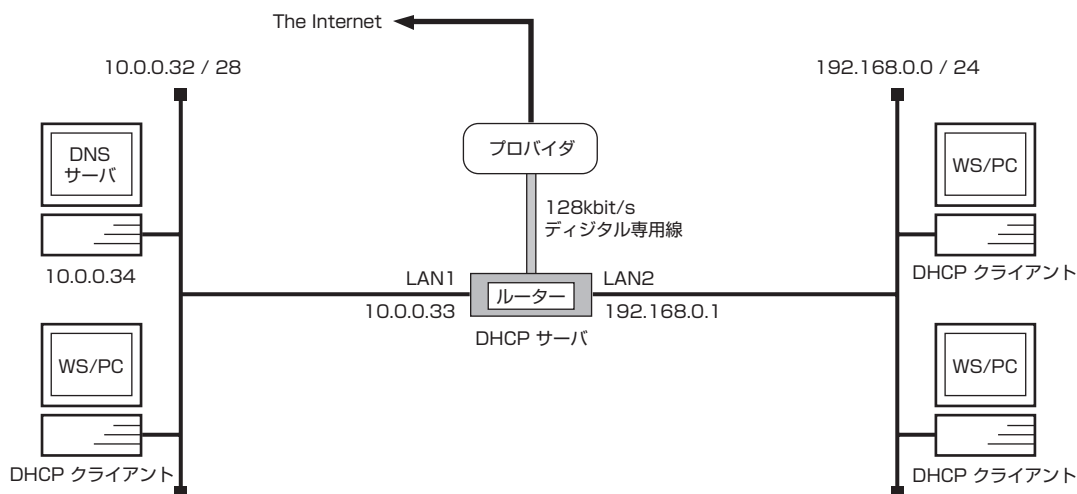 The Internet
10.0.0.32 / 28
192.168.0.0 / 24
DNS
サーバ
プロバイダ
WS/PC
128kbit/s
ディジタル専用線
10.0.0.34
DHCP クライアント
LAN1
ルーター
LAN2
10.0.0.33
192.168.0.1
DHCP サーバ
WS/PC
WS/PC
DHCP クライアント
DHCP クライアント